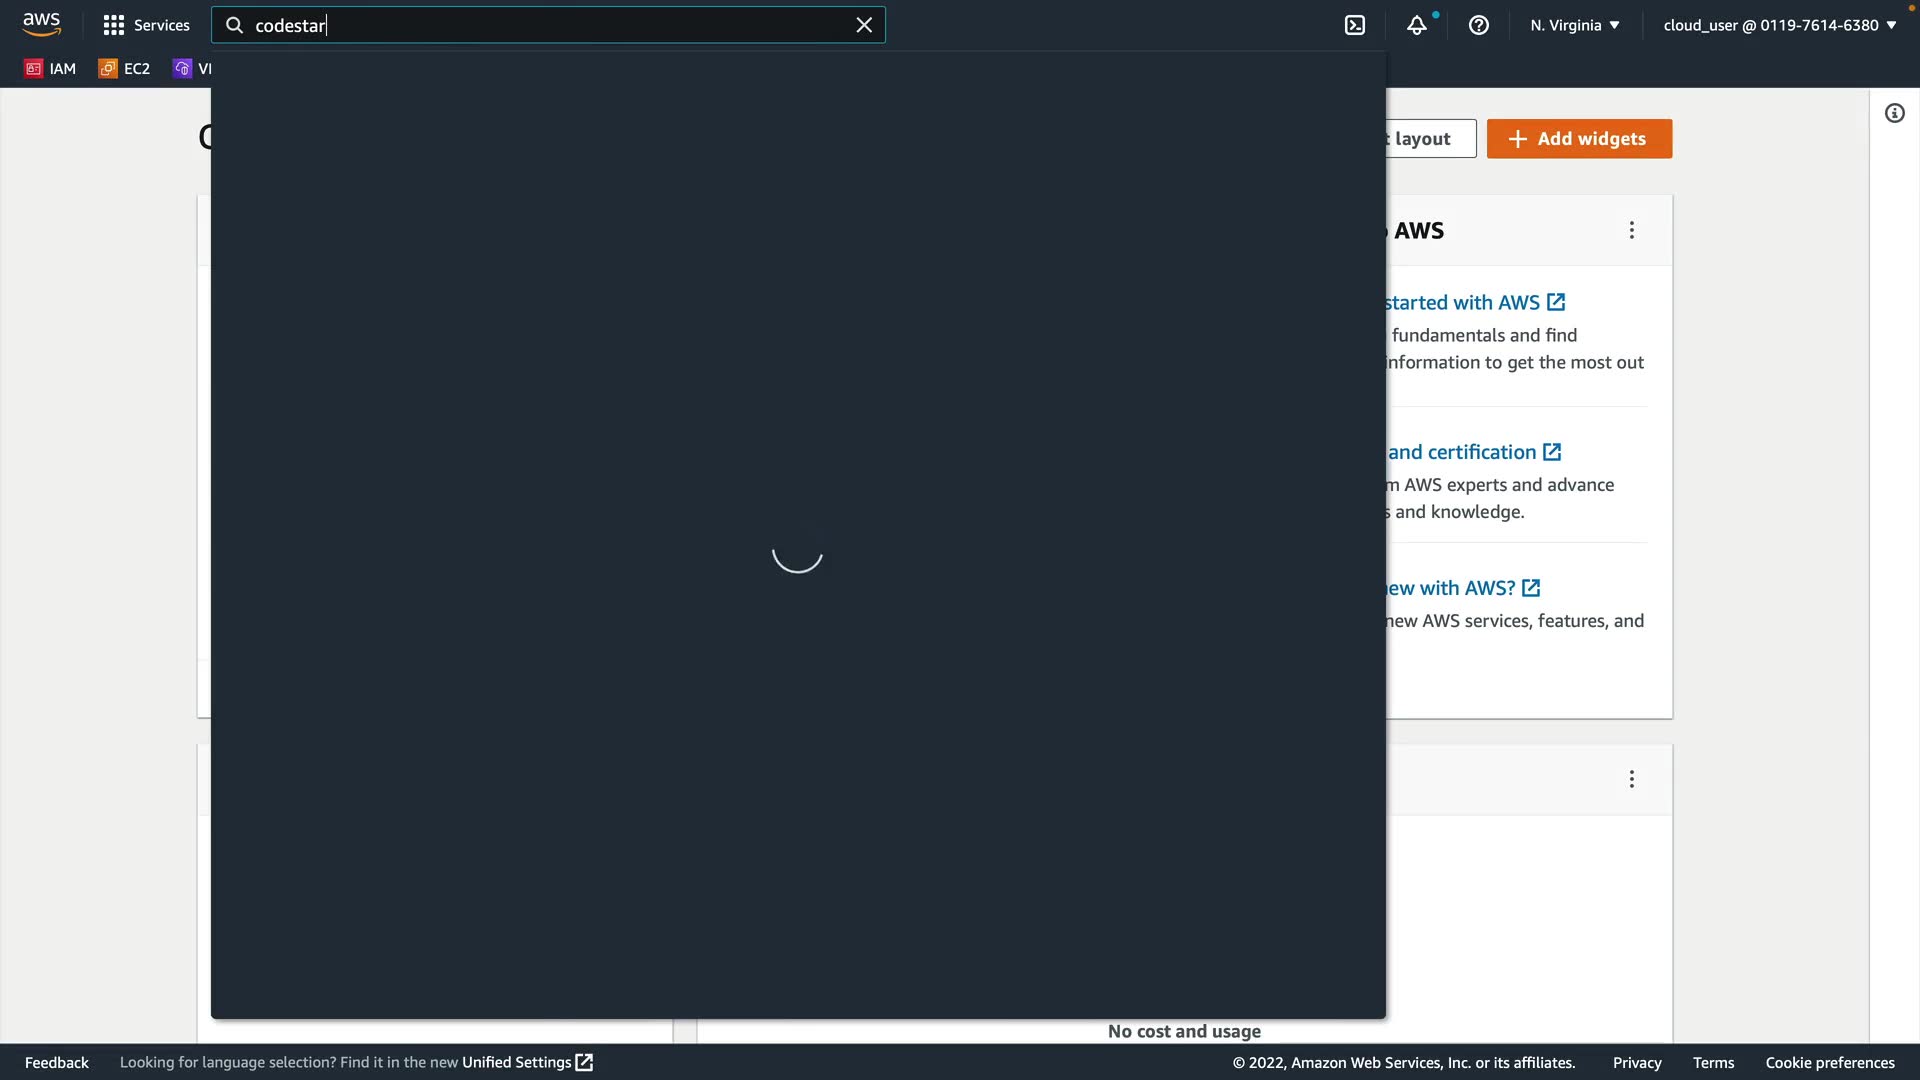 aws
Services
codestar
N. Virginia
cloud_user @ 0119-7614-6380
IAM
EC2
layout
Add widgets
AWS
started with AWS
fundamentals and find
information to get the most out
and certification
AWS experts and advance
and knowledge.
new with AWS?
new AWS services, features, and
No cost and usage
Feedback
Looking for language selection? Find it in the new Unified Settings
© 2022, Amazon Web Services, Inc. or its affiliates.
Privacy
Terms
Cookie preferences